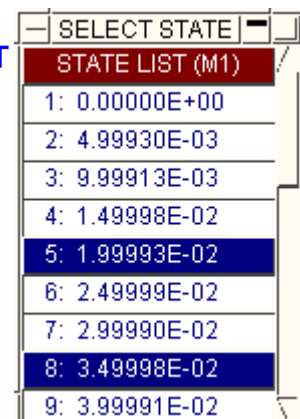 SELECT STATE
T
STATE LIST (M1)
1: 0.00000E+00
2: 4.99930E-03
3: 9.99913E-03
4: 1.49998E-02
5: 1.99993E-02
6: 2.49999E-02
7: 2.99990E-02
8: 3.49998E-02
9: 3.99991E-02